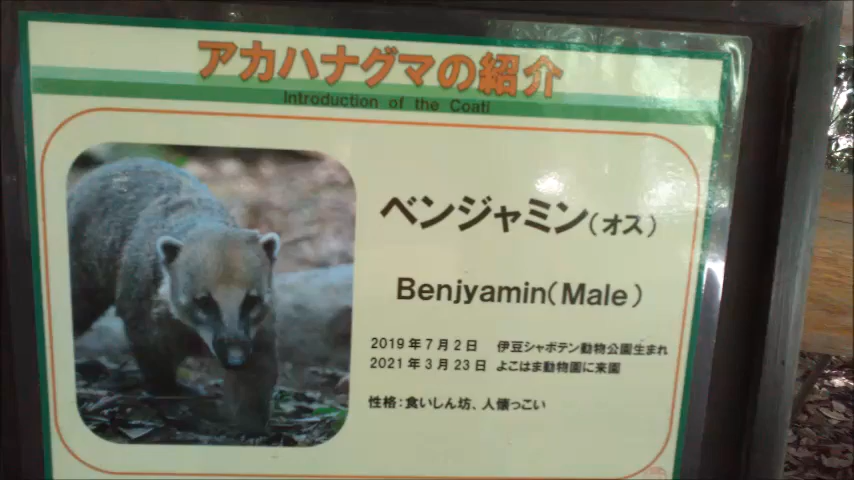 アカハナグマの紹介
Introduction of the Coati
ベンジャミン（オス）
Benjyamin（Male）
2019年7月2日 伊豆シャボテン動物公園生まれ
2021年3月23日 よこはま動物園に来園
性格：食いしん坊、人懐っこい